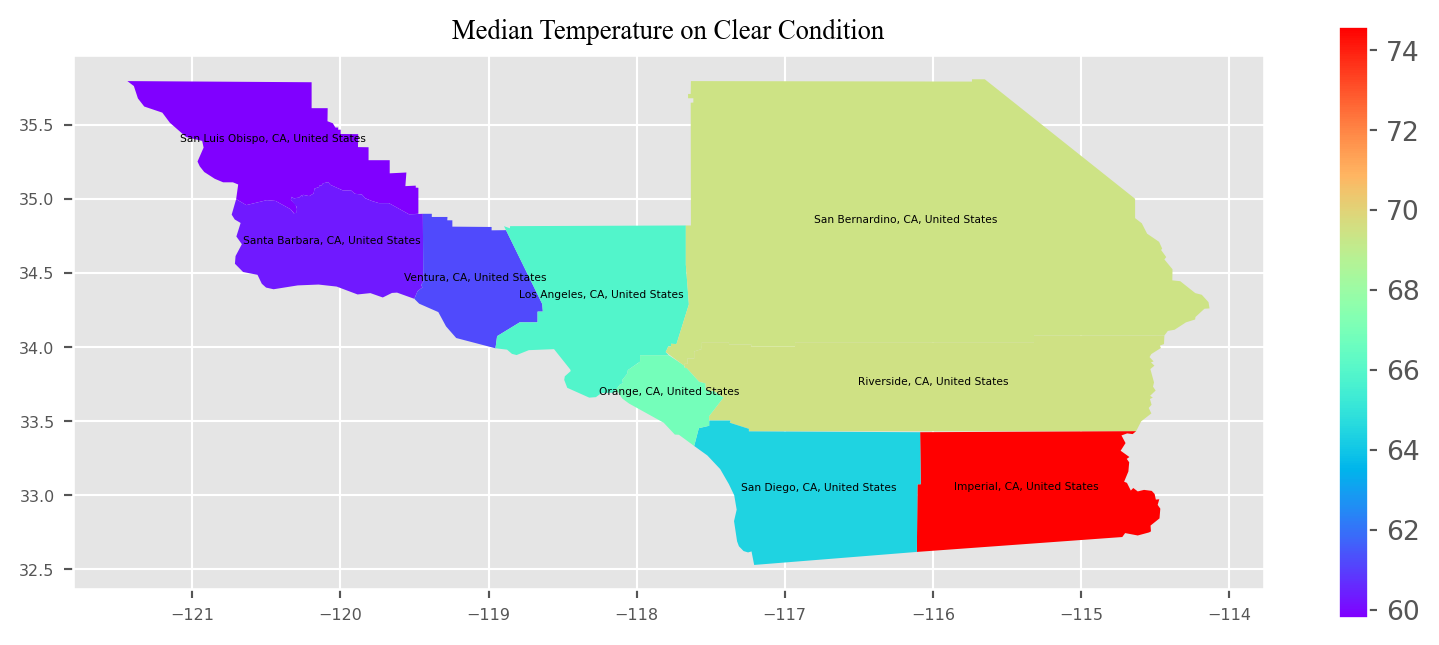 Median Temperature on Clear Condition
35.5
35.0
34.5
34.0
33.5
33.0
32.5
San Luis Obispo, CA, United States
Santa Barbara, CA, United States
San Bernardino, CA, United States
Ventura, CA, United States
Los Angeles, CA, United States
Orange, CA, United States
Riverside, CA, United States
San Diego, CA, United States
Imperial, CA, United States
−121
−120
−119
−118
−117
−116
−115
−114
74
72
70
68
66
64
62
60